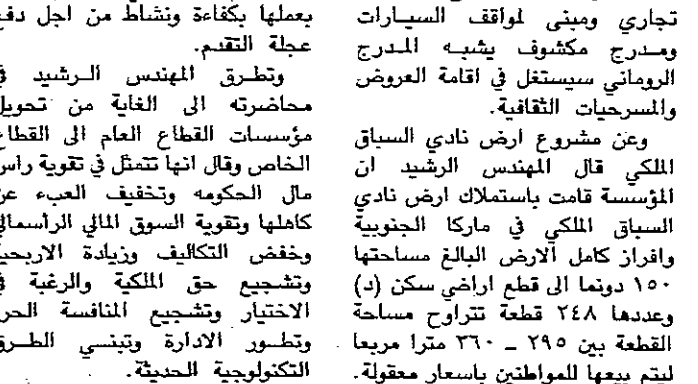 تجاري ومبنى لمواقف السيارات
ومدرج مكشوف يشبه المدرج
الروماني سيستغل في اقامة العروض
والمسرحيات الثقافية.
وعن مشروع ارض نادي السباق
الملكي قال المهندس الرشيد ان
المؤسسة قامت باستملاك ارض نادي
السباق الملكي في ماركا الجنوبية
وافراز كامل الارض البالغ مساحتها
١٥٠ دونما الى قطع اراضي سكن (د)
وعددها ٢٤٨ قطعة تتراوح مساحة
القطعة بين ٢٩٥ ــ ٣٦٠ مترا مربعا
ليتم بيعها للمواطنين باسعار معقولة.
بعملها بكفاءة ونشاط من اجل دفع
عجلة التقدم.
وتطرق المهندس الرشيد في
محاضرته الى الغاية من تحويل
مؤسسات القطاع العام الى القطاع
الخاص وقال انها تتمثل في تقوية راس
مال الحكومه وتخفيف العبء عن
كاهلها وتقوية السوق المالي الراسمالي
وخفض التكاليف وزيادة الاربحية
وتشجيع حق الملكية والرغبة في
الاختيار وتشجيع المنافسة الحرة
وتطور الادارة وتبنسي الطرق
التكنولوجية الحديثة.